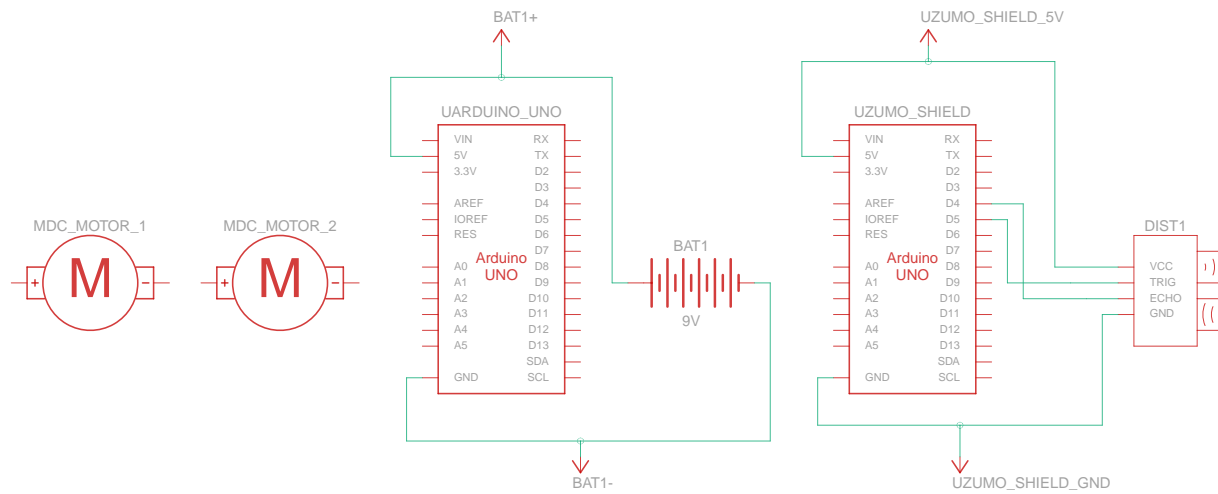 BAT1+
UZUMO_SHIELD_5V
UARDUINO_UNO
UZUMO_SHIELD
VIN RX
5V TX
3.3V D2
D3
AREF D4
IOREF D5
RES D6
D7
Arduino
UNO
A0 D8
A1 D9
A2 D10
A3 D11
A4 D12
A5 D13
SDA
GND SCL
VIN RX
5V TX
3.3V D2
D3
AREF D4
IOREF D5
RES D6
D7
Arduino
UNO
A0 D8
A1 D9
A2 D10
A3 D11
A4 D12
A5 D13
SDA
GND SCL
MDC_MOTOR_1
+ M -
MDC_MOTOR_2
+ M -
BAT1
9V
DIST1
VCC
TRIG
ECHO
GND
BAT1-
UZUMO_SHIELD_GND